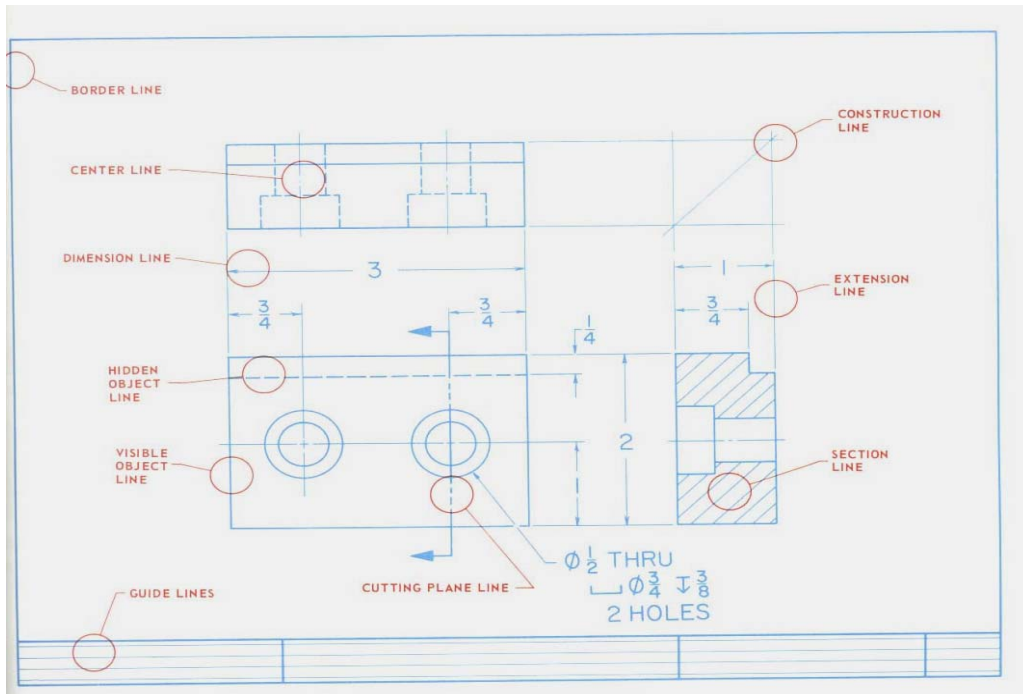 BORDER LINE
CONSTRUCTION
LINE
CENTER LINE
DIMENSION LINE
3
1
EXTENSION
LINE
3/4
3/4
3/4
1/4
HIDDEN
OBJECT
LINE
VISIBLE
OBJECT
LINE
2
SECTION
LINE
Ø 1/2 THRU
⌴ Ø 3/4 ↧ 3/8
2 HOLES
CUTTING PLANE LINE
GUIDE LINES